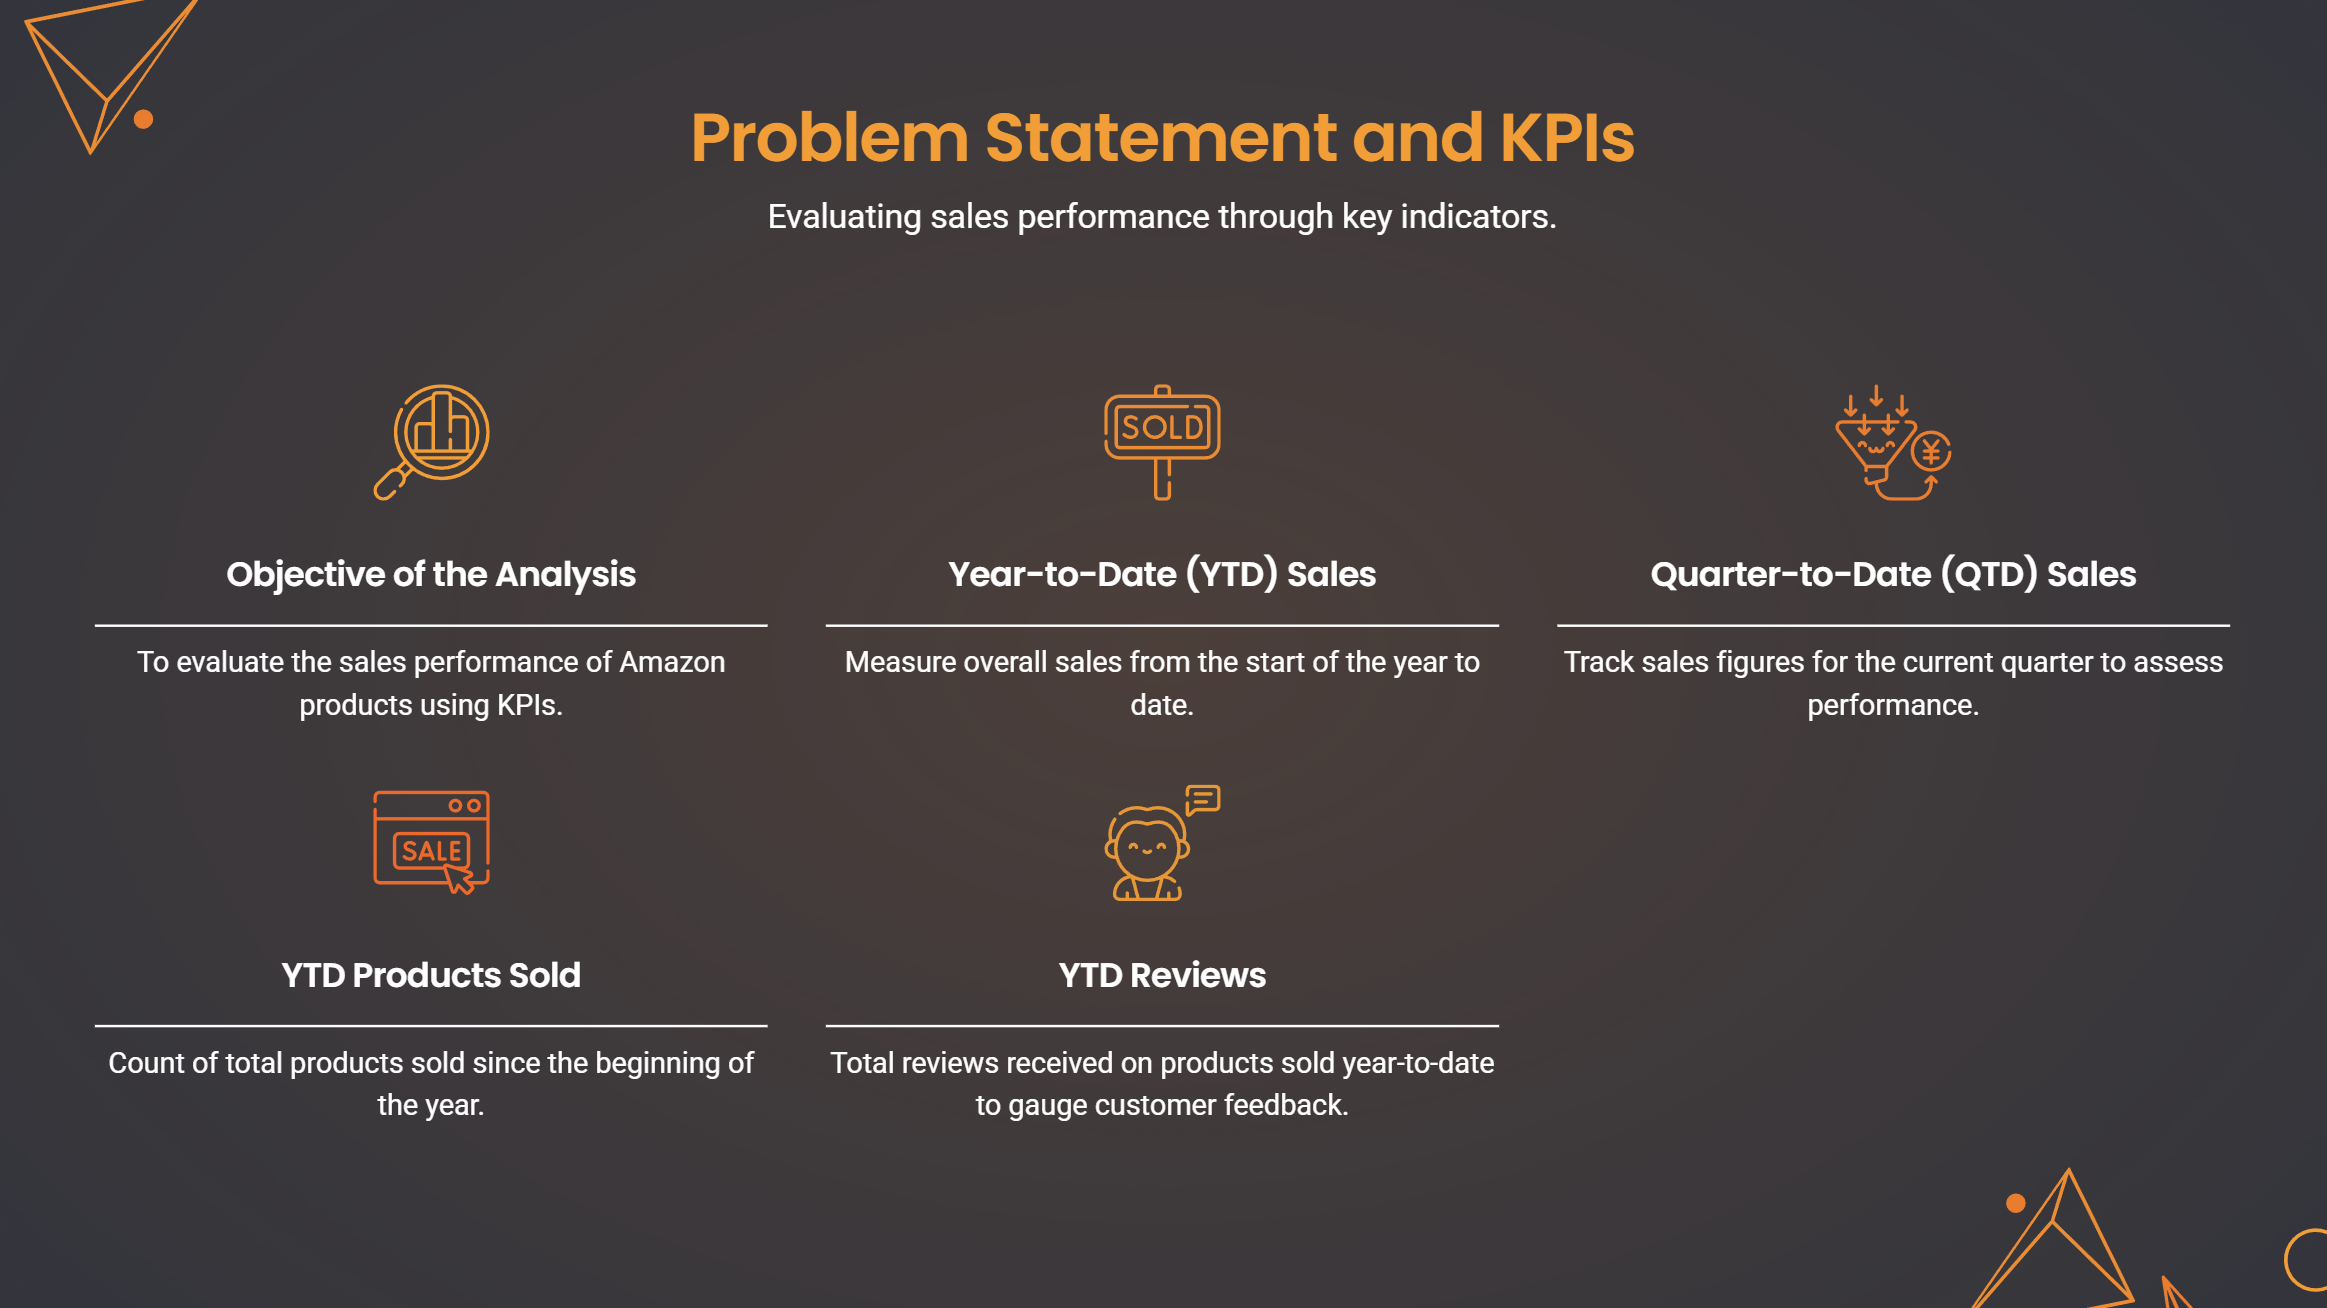 Problem Statement and KPIs
Evaluating sales performance through key indicators.
SOLD
¥
Objective of the Analysis
Year-to-Date (YTD) Sales
Quarter-to-Date (QTD) Sales
To evaluate the sales performance of Amazon
products using KPIs.
Measure overall sales from the start of the year to
date.
Track sales figures for the current quarter to assess
performance.
SALE
YTD Products Sold
YTD Reviews
Count of total products sold since the beginning of
the year.
Total reviews received on products sold year-to-date
to gauge customer feedback.